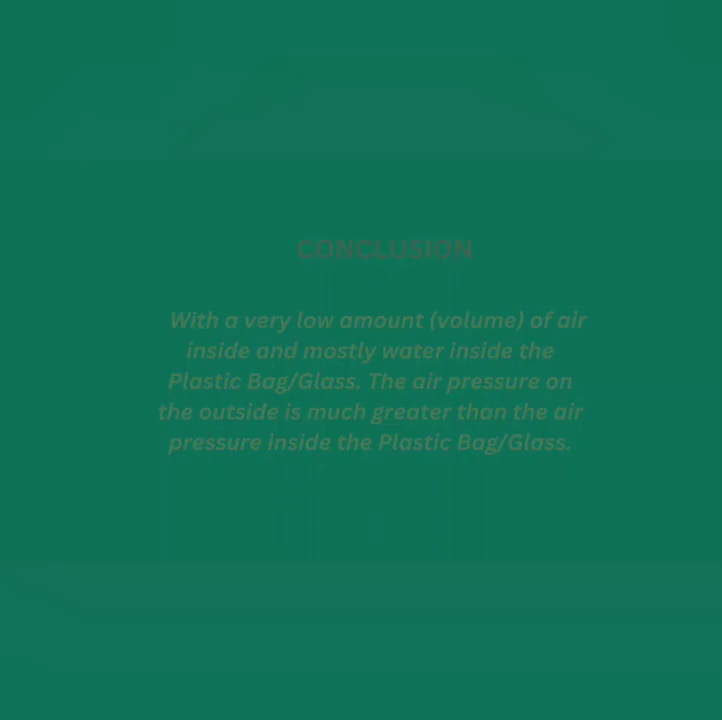 CONCLUSION
With a very low amount (volume) of air
inside and mostly water inside the
Plastic Bag/Glass. The air pressure on
the outside is much greater than the air
pressure inside the Plastic Bag/Glass.